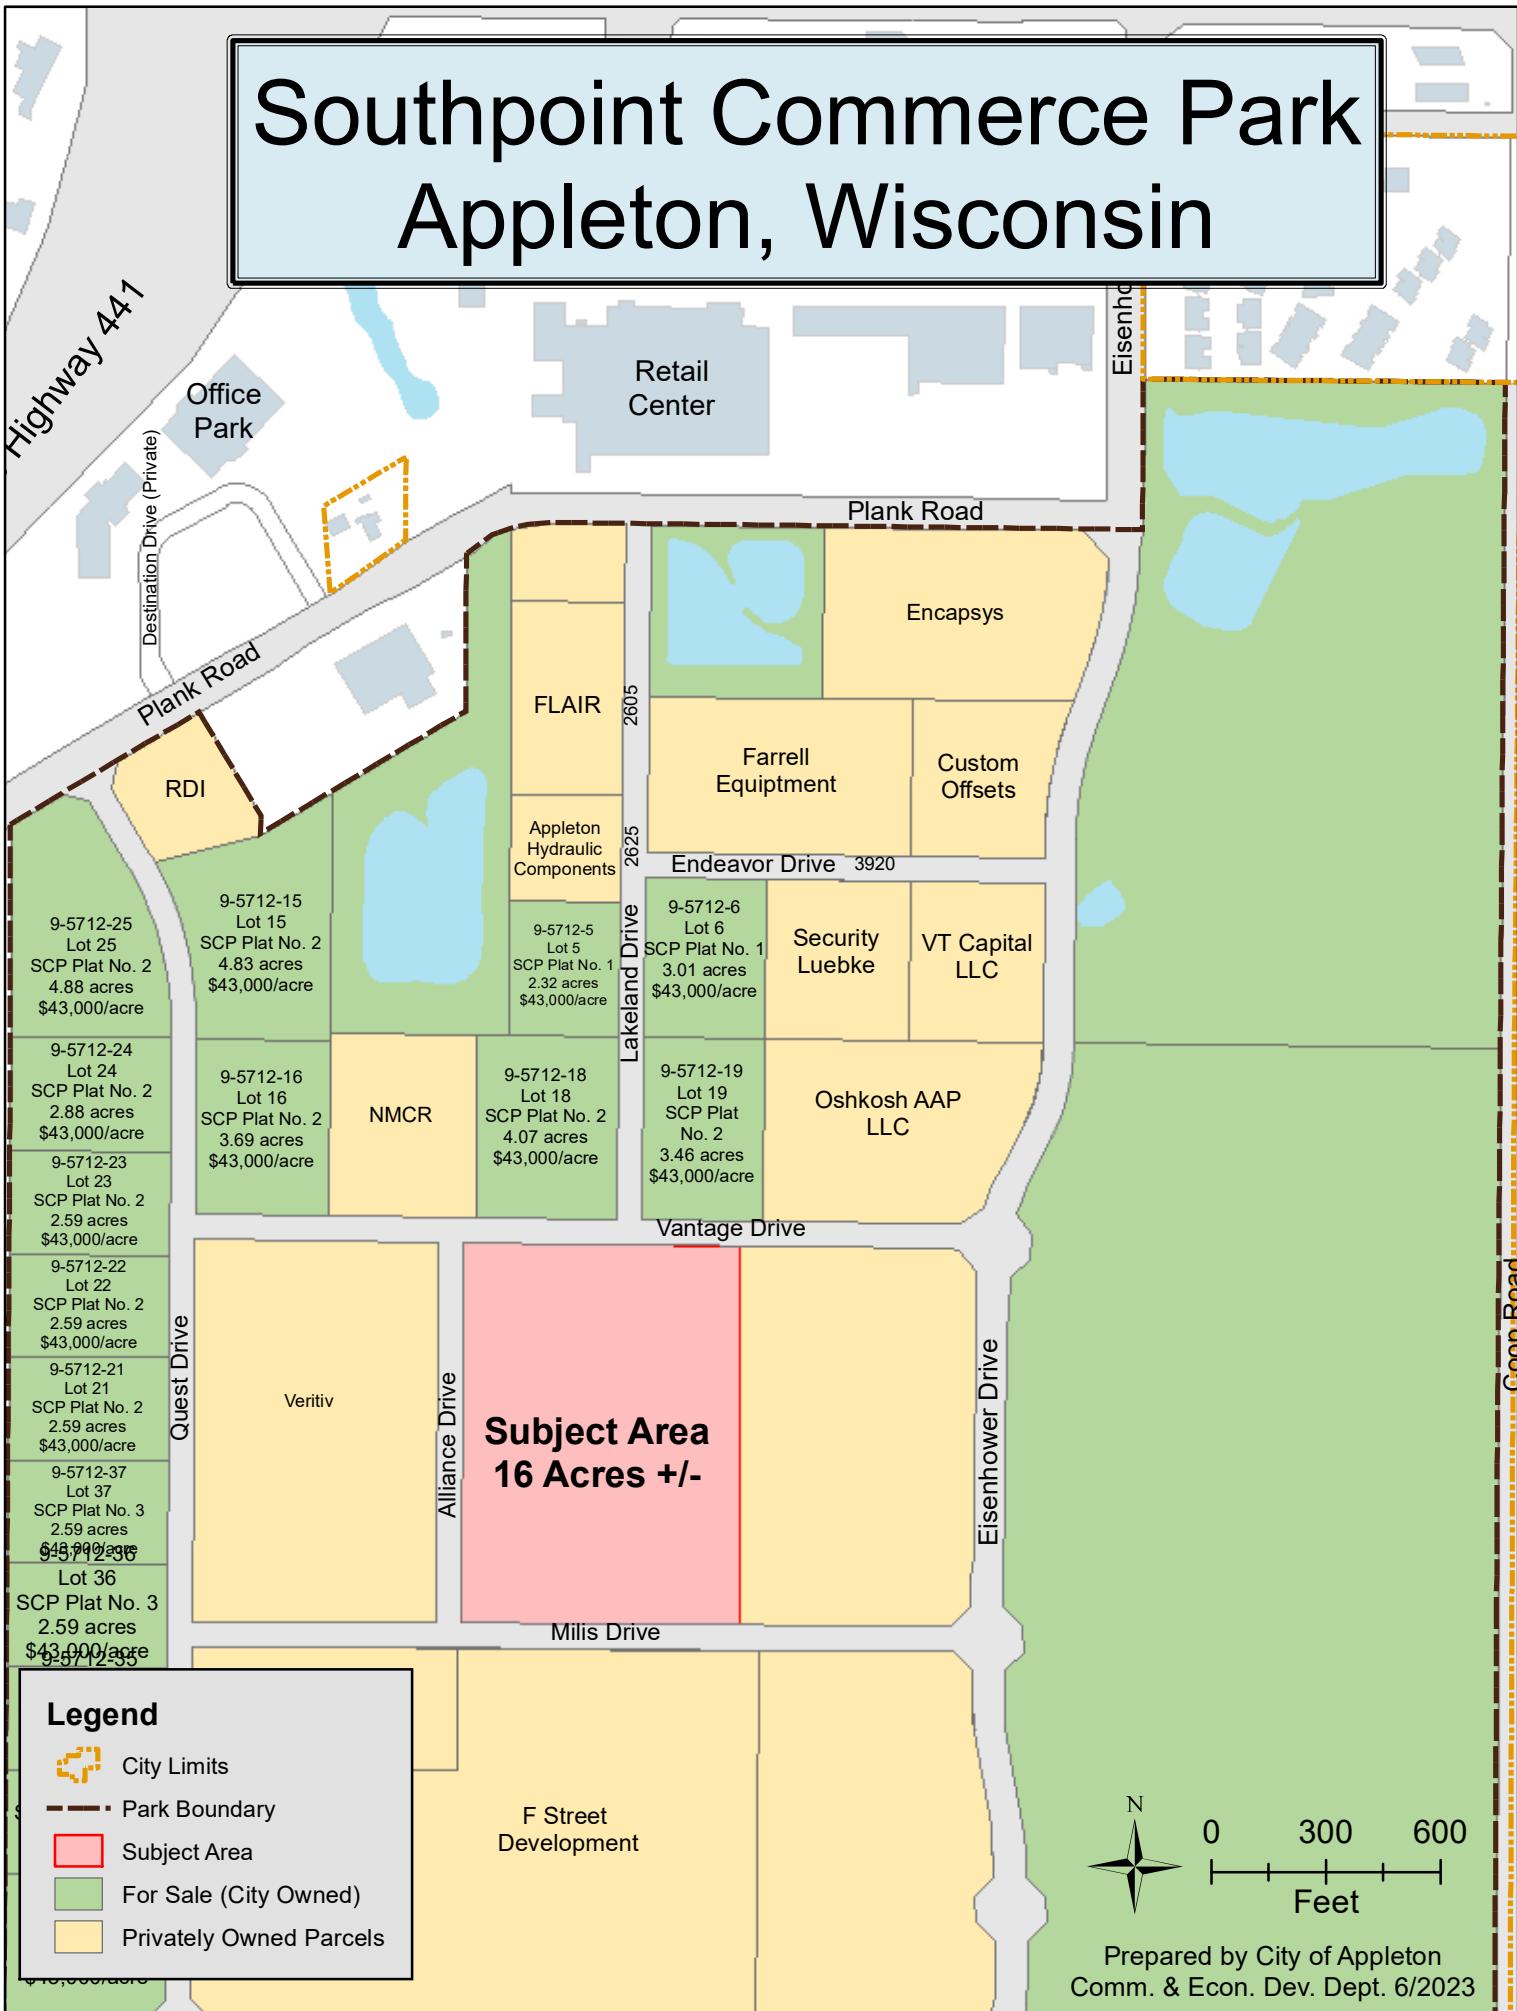 Southpoint Commerce Park
Appleton, Wisconsin
Highway 441
Office
Park
Retail
Center
Eisenho
Destination Drive (Private)
Plank Road
Plank Road
Encapsys
FLAIR
2605
RDI
Farrell
Equiptment
Custom
Offsets
Appleton
Hydraulic
Components
2625
Endeavor Drive
3920
9-5712-25
Lot 25
SCP Plat No. 2
4.88 acres
$43,000/acre
9-5712-15
Lot 15
SCP Plat No. 2
4.83 acres
$43,000/acre
9-5712-5
Lot 5
SCP Plat No. 1
2.32 acres
$43,000/acre
Lakeland Drive
9-5712-6
Lot 6
SCP Plat No. 1
3.01 acres
$43,000/acre
Security
Luebke
VT Capital
LLC
9-5712-24
Lot 24
SCP Plat No. 2
2.88 acres
$43,000/acre
9-5712-16
Lot 16
SCP Plat No. 2
3.69 acres
$43,000/acre
NMCR
9-5712-18
Lot 18
SCP Plat No. 2
4.07 acres
$43,000/acre
9-5712-19
Lot 19
SCP Plat
No. 2
3.46 acres
$43,000/acre
Oshkosh AAP
LLC
9-5712-23
Lot 23
SCP Plat No. 2
2.59 acres
$43,000/acre
Vantage Drive
9-5712-22
Lot 22
SCP Plat No. 2
2.59 acres
$43,000/acre
9-5712-21
Lot 21
SCP Plat No. 2
2.59 acres
$43,000/acre
Quest Drive
Veritiv
Alliance Drive
Subject Area
16 Acres +/-
Eisenhower Drive
Coop Road
9-5712-37
Lot 37
SCP Plat No. 3
2.59 acres
$43,000/acre
9-5712-36
Lot 36
SCP Plat No. 3
2.59 acres
$43,000/acre
9-5712-35
Milis Drive
F Street
Development
Legend
City Limits
Park Boundary
Subject Area
For Sale (City Owned)
Privately Owned Parcels
N
0 300 600
Feet
Prepared by City of Appleton
Comm. & Econ. Dev. Dept. 6/2023